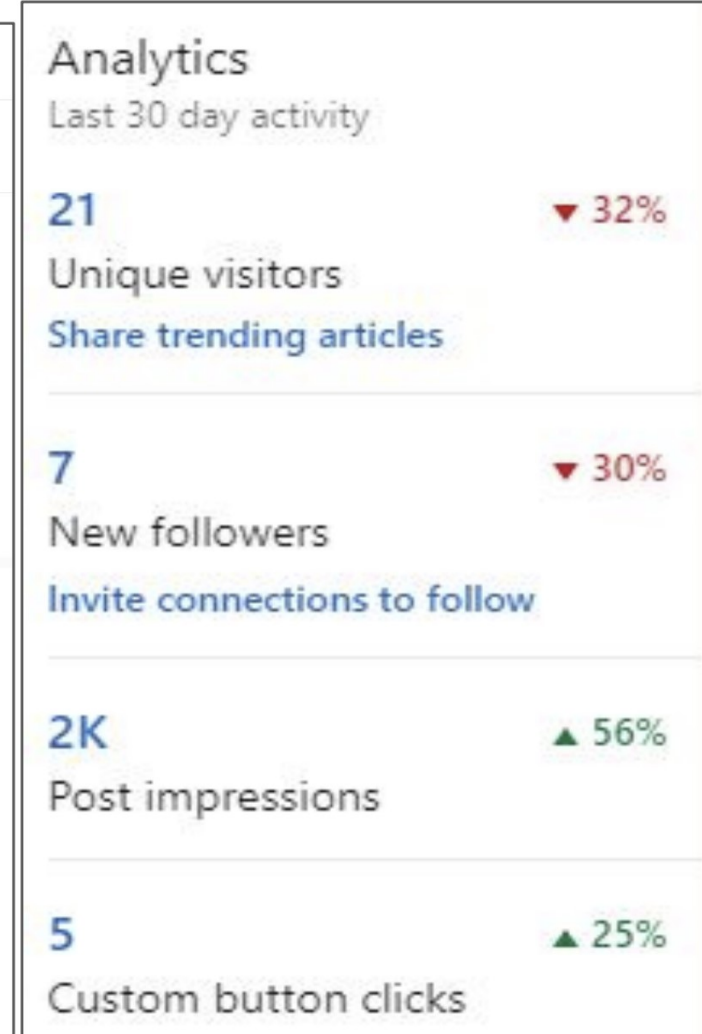 Analytics
Last 30 day activity
21 ▼ 32%
Unique visitors
Share trending articles
7 ▼ 30%
New followers
Invite connections to follow
2K ▲ 56%
Post impressions
5 ▲ 25%
Custom button clicks